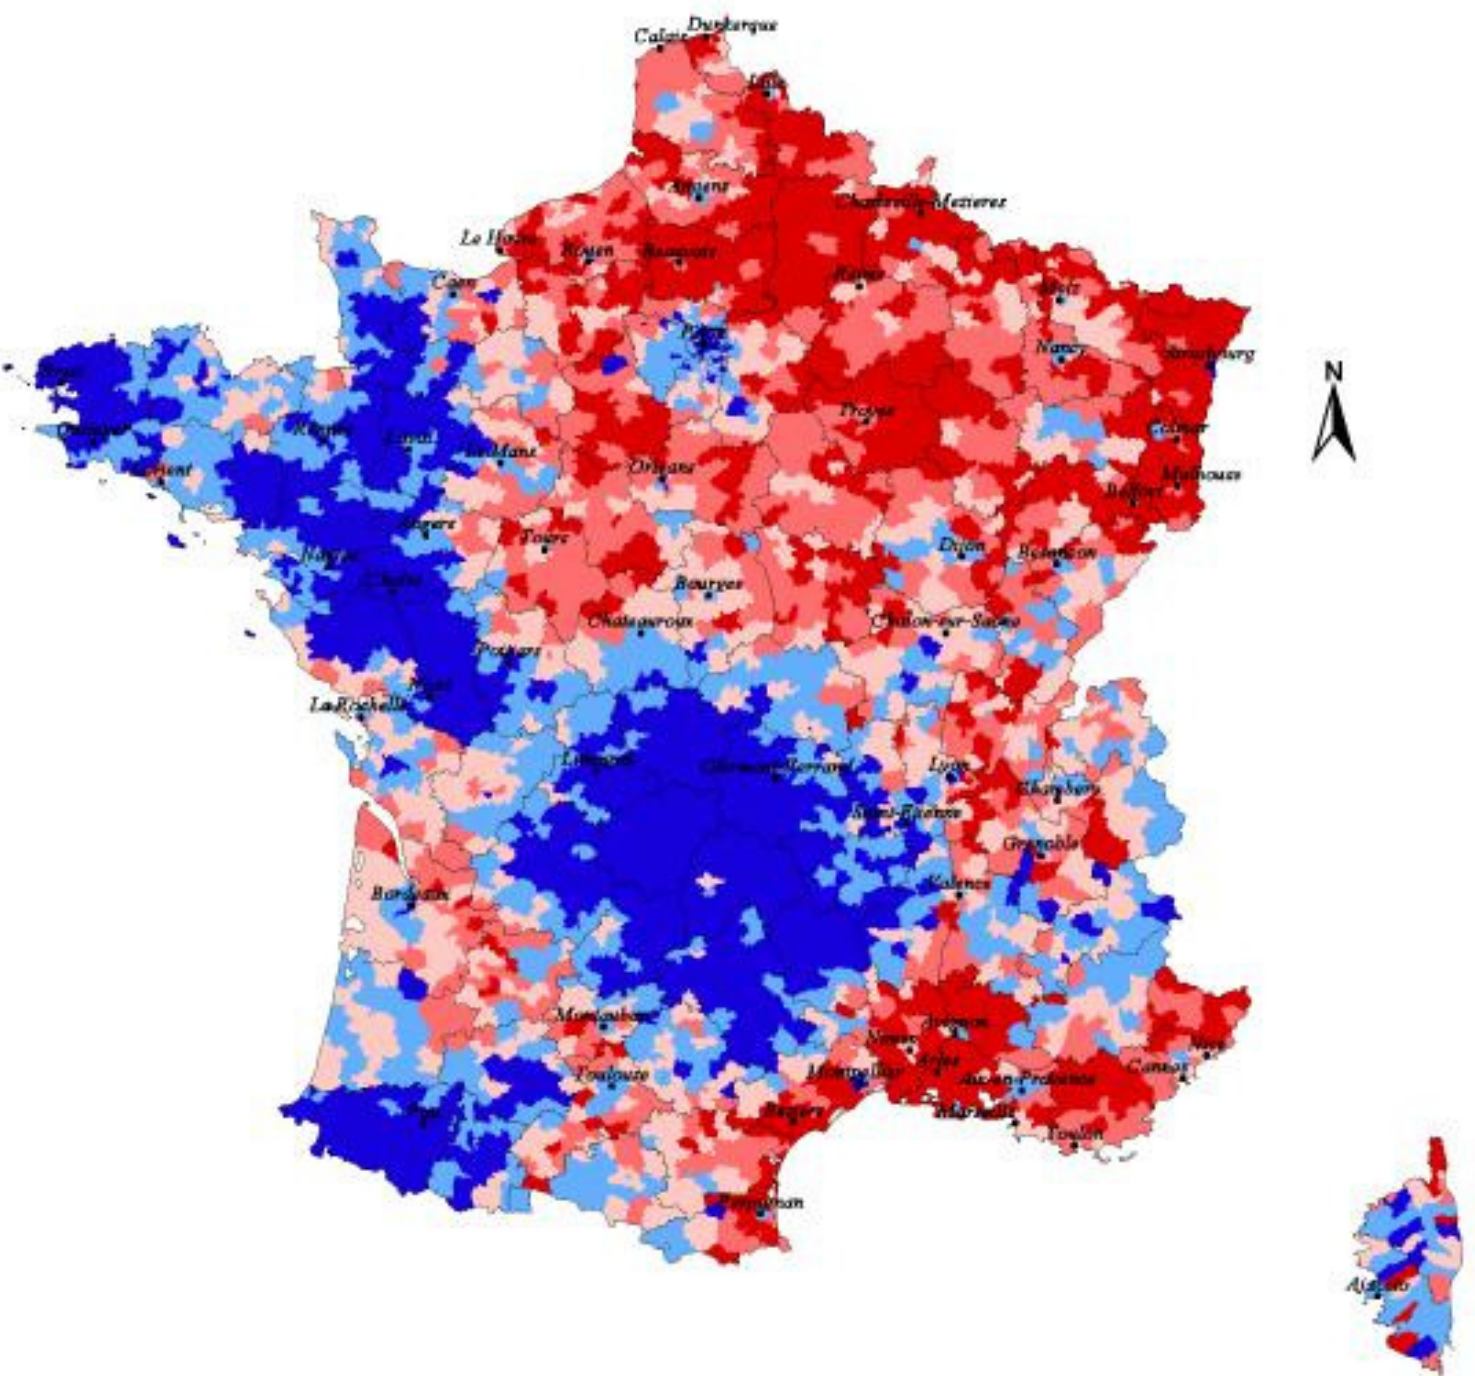 Dunkerque
Calais
Lille
Amiens
Charleville-Mezieres
Le Havre
Rouen
Beauvais
Reims
Metz
Caen
Paris
Nancy
Strasbourg
N
Brest
Troyes
Quimper
Rennes
Laval
Colmar
Le Mans
Lorient
Orleans
Mulhouse
Belfort
Angers
Tours
Dijon
Besancon
Nantes
Cholet
Bourges
Chateauroux
Chalon-sur-Saone
Poitiers
Niort
La Rochelle
Limoges
Clermont-Ferrand
Lyon
Chambery
Saint-Etienne
Grenoble
Valence
Bordeaux
Montauban
Avignon
Nimes
Nice
Arles
Toulouse
Montpellier
Cannes
Aix-en-Provence
Pau
Beziers
Marseille
Toulon
Perpignan
Ajaccio